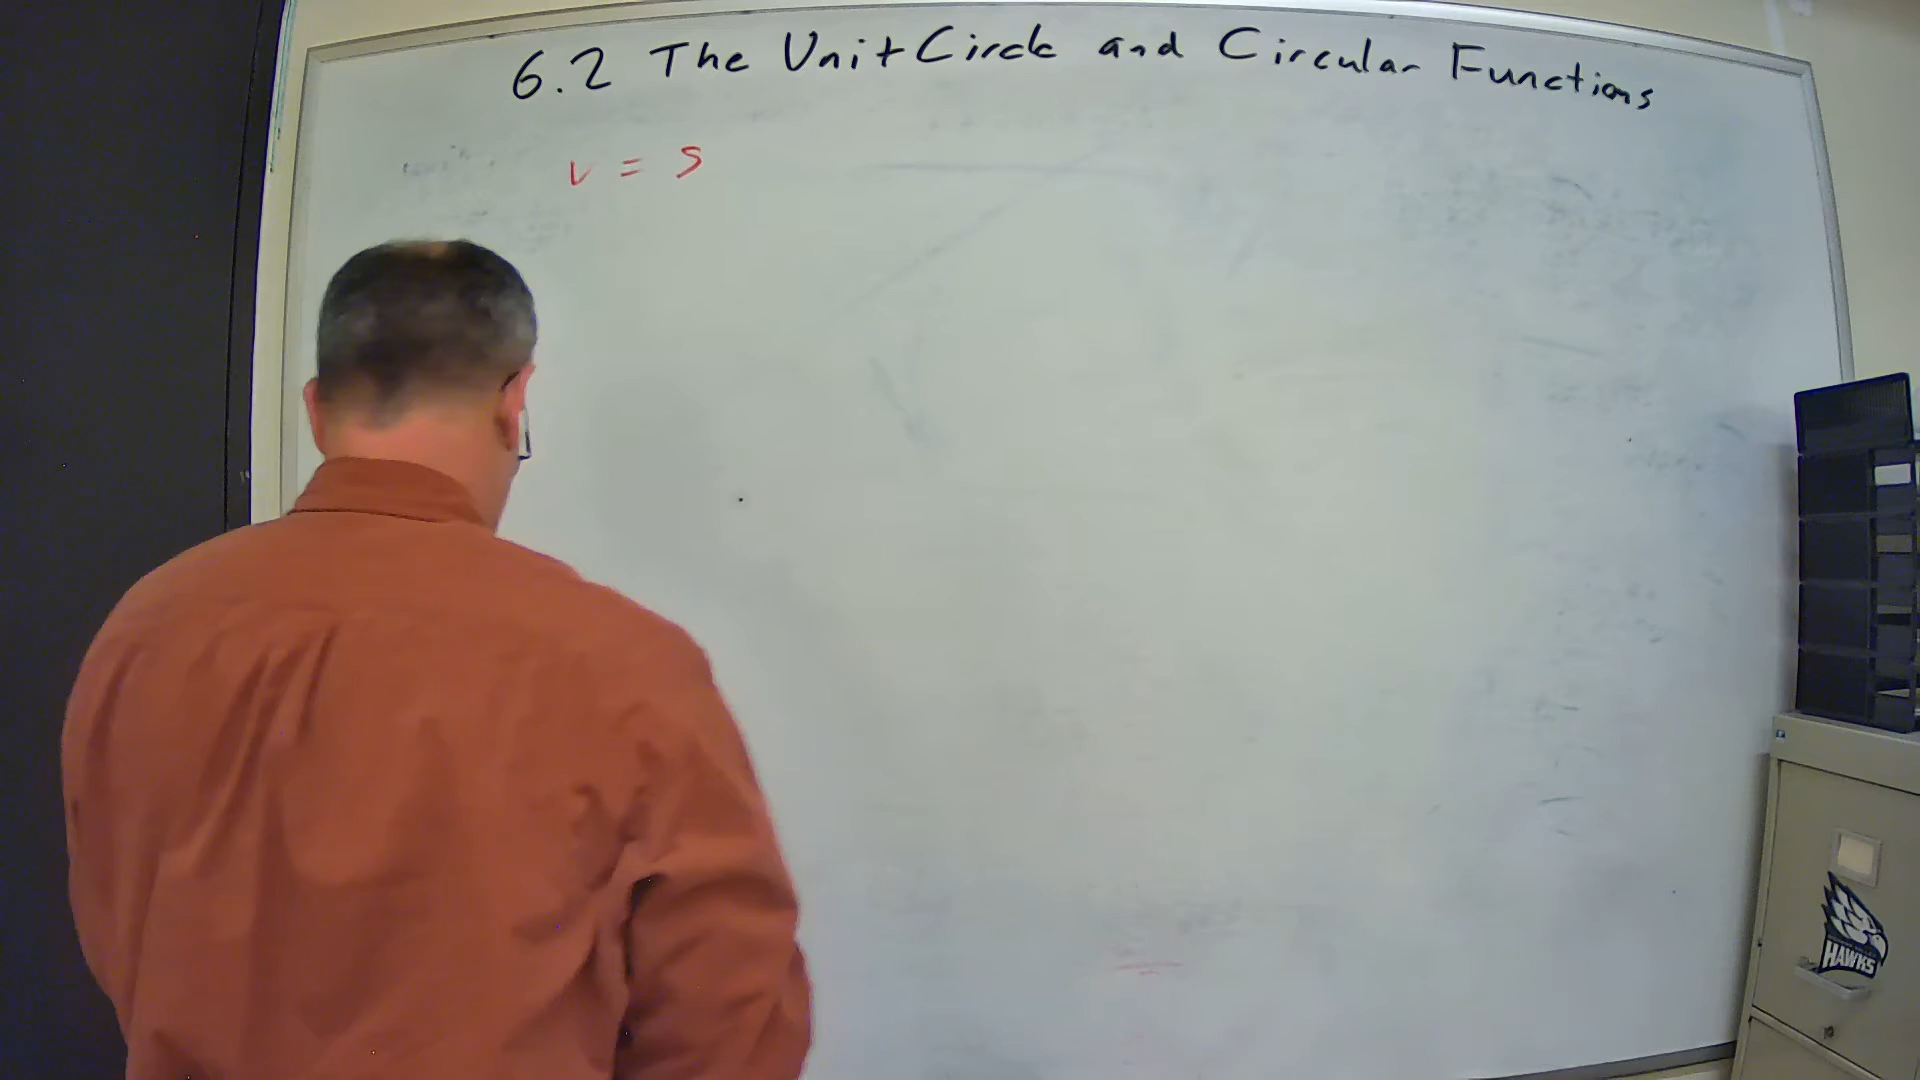 6.2 The Unit Circle and Circular Functions
v = s
HAWKS